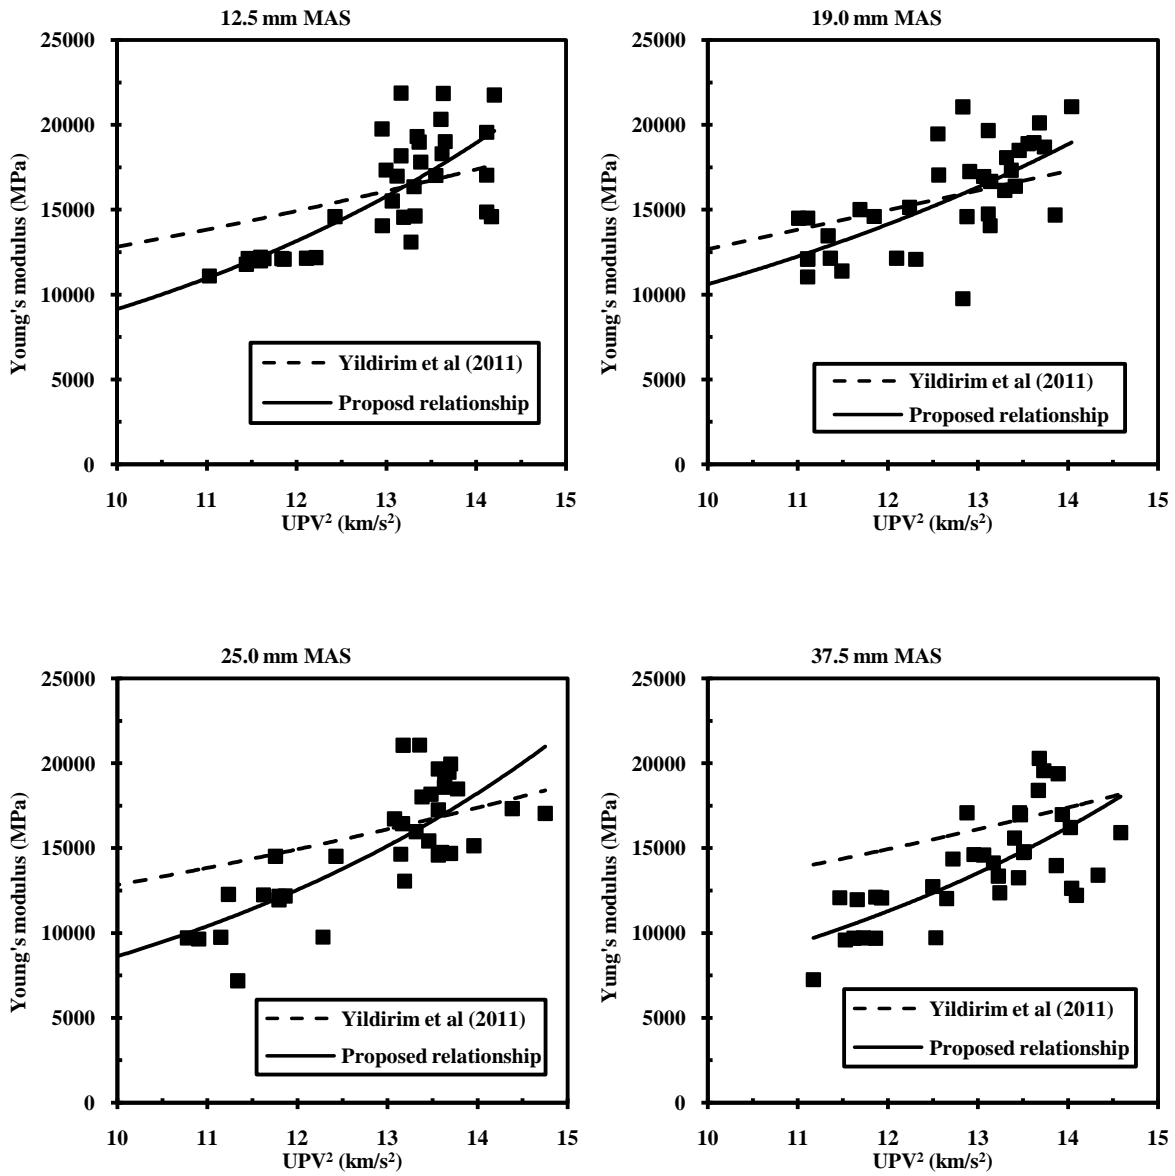 12.5 mm MAS
25000
20000
15000
10000
5000
0
Young's modulus (MPa)
Yildirim et al (2011)
Proposd relationship
10 11 12 13 14 15
UPV² (km/s²)
19.0 mm MAS
25000
20000
15000
10000
5000
0
Young's modulus (MPa)
Yildirim et al (2011)
Proposed relationship
10 11 12 13 14 15
UPV² (km/s²)
25.0 mm MAS
25000
20000
15000
10000
5000
0
Young's modulus (MPa)
Yildirim et al (2011)
Proposed relationship
10 11 12 13 14 15
UPV² (km/s²)
37.5 mm MAS
25000
20000
15000
10000
5000
0
Yung's modulus (MPa)
Yildirim et al (2011)
Proposed relationship
10 11 12 13 14 15
UPV² (km/s²)